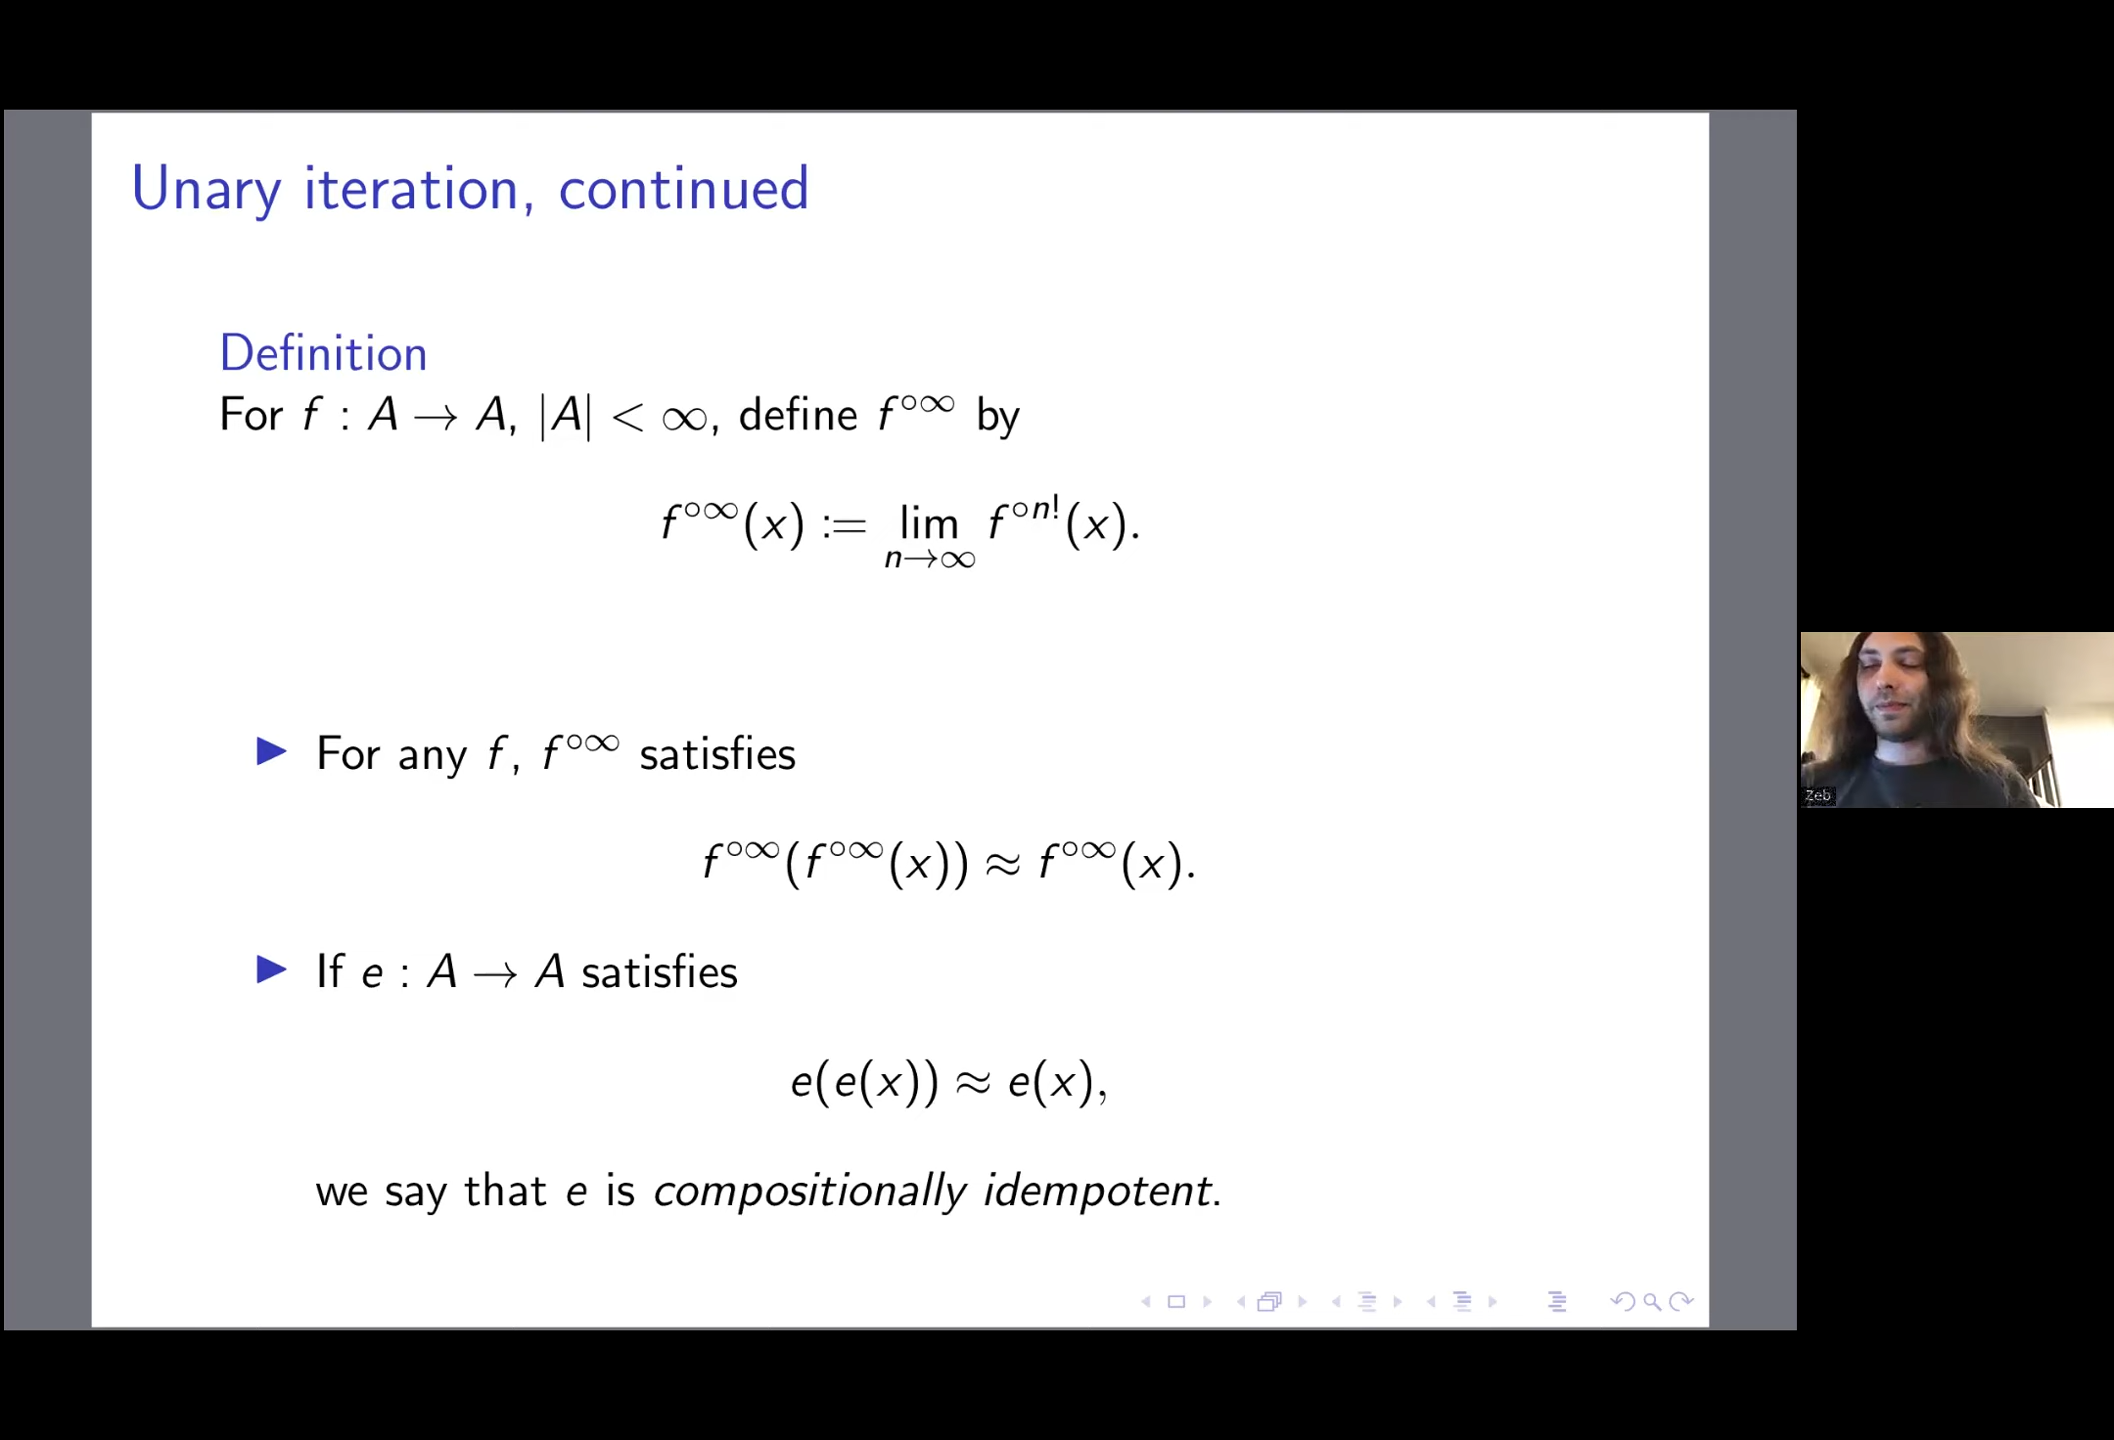 Unary iteration, continued
Definition
For f : A → A, |A| < ∞, define f^{∘∞} by
f^{∘∞}(x) := lim_{n→∞} f^{∘n!}(x).
▶ For any f, f^{∘∞} satisfies
f^{∘∞}(f^{∘∞}(x)) ≈ f^{∘∞}(x).
▶ If e : A → A satisfies
e(e(x)) ≈ e(x),
we say that e is compositionally idempotent.
Zeb